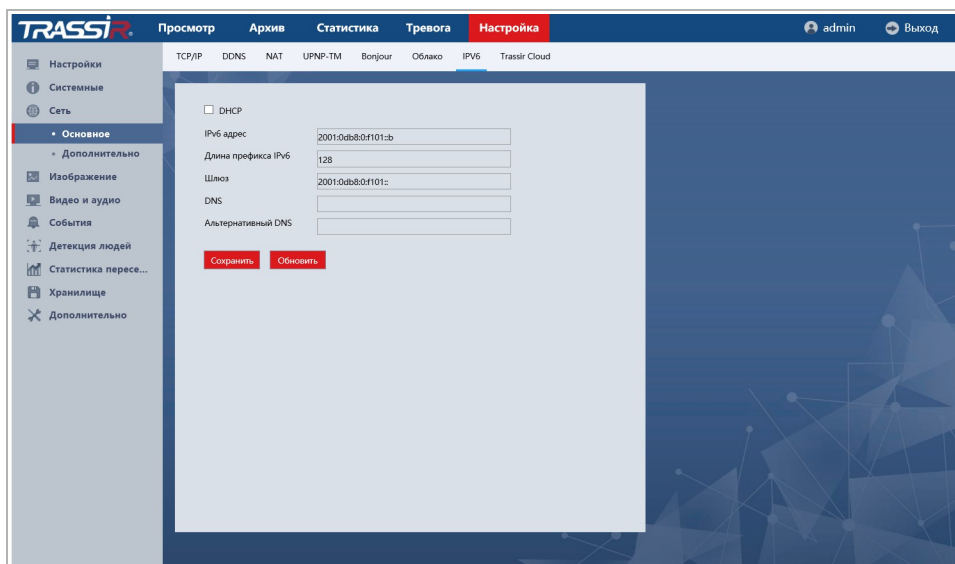 TRASSIR
Просмотр Архив Статистика Тревога Настройка admin Выход
TCP/IP DDNS NAT UPNP-TM Bonjour Облако IPV6 Trassir Cloud
Настройки
Системные
Сеть
• Основное
• Дополнительно
Изображение
Видео и аудио
События
Детекция людей
Статистика пересе...
Хранилище
Дополнительно
DHCP
IPv6 адрес 2001:0db8:0:f101::b
Длина префикса IPv6 128
Шлюз 2001:0db8:0:f101::
DNS
Альтернативный DNS
Сохранить Обновить